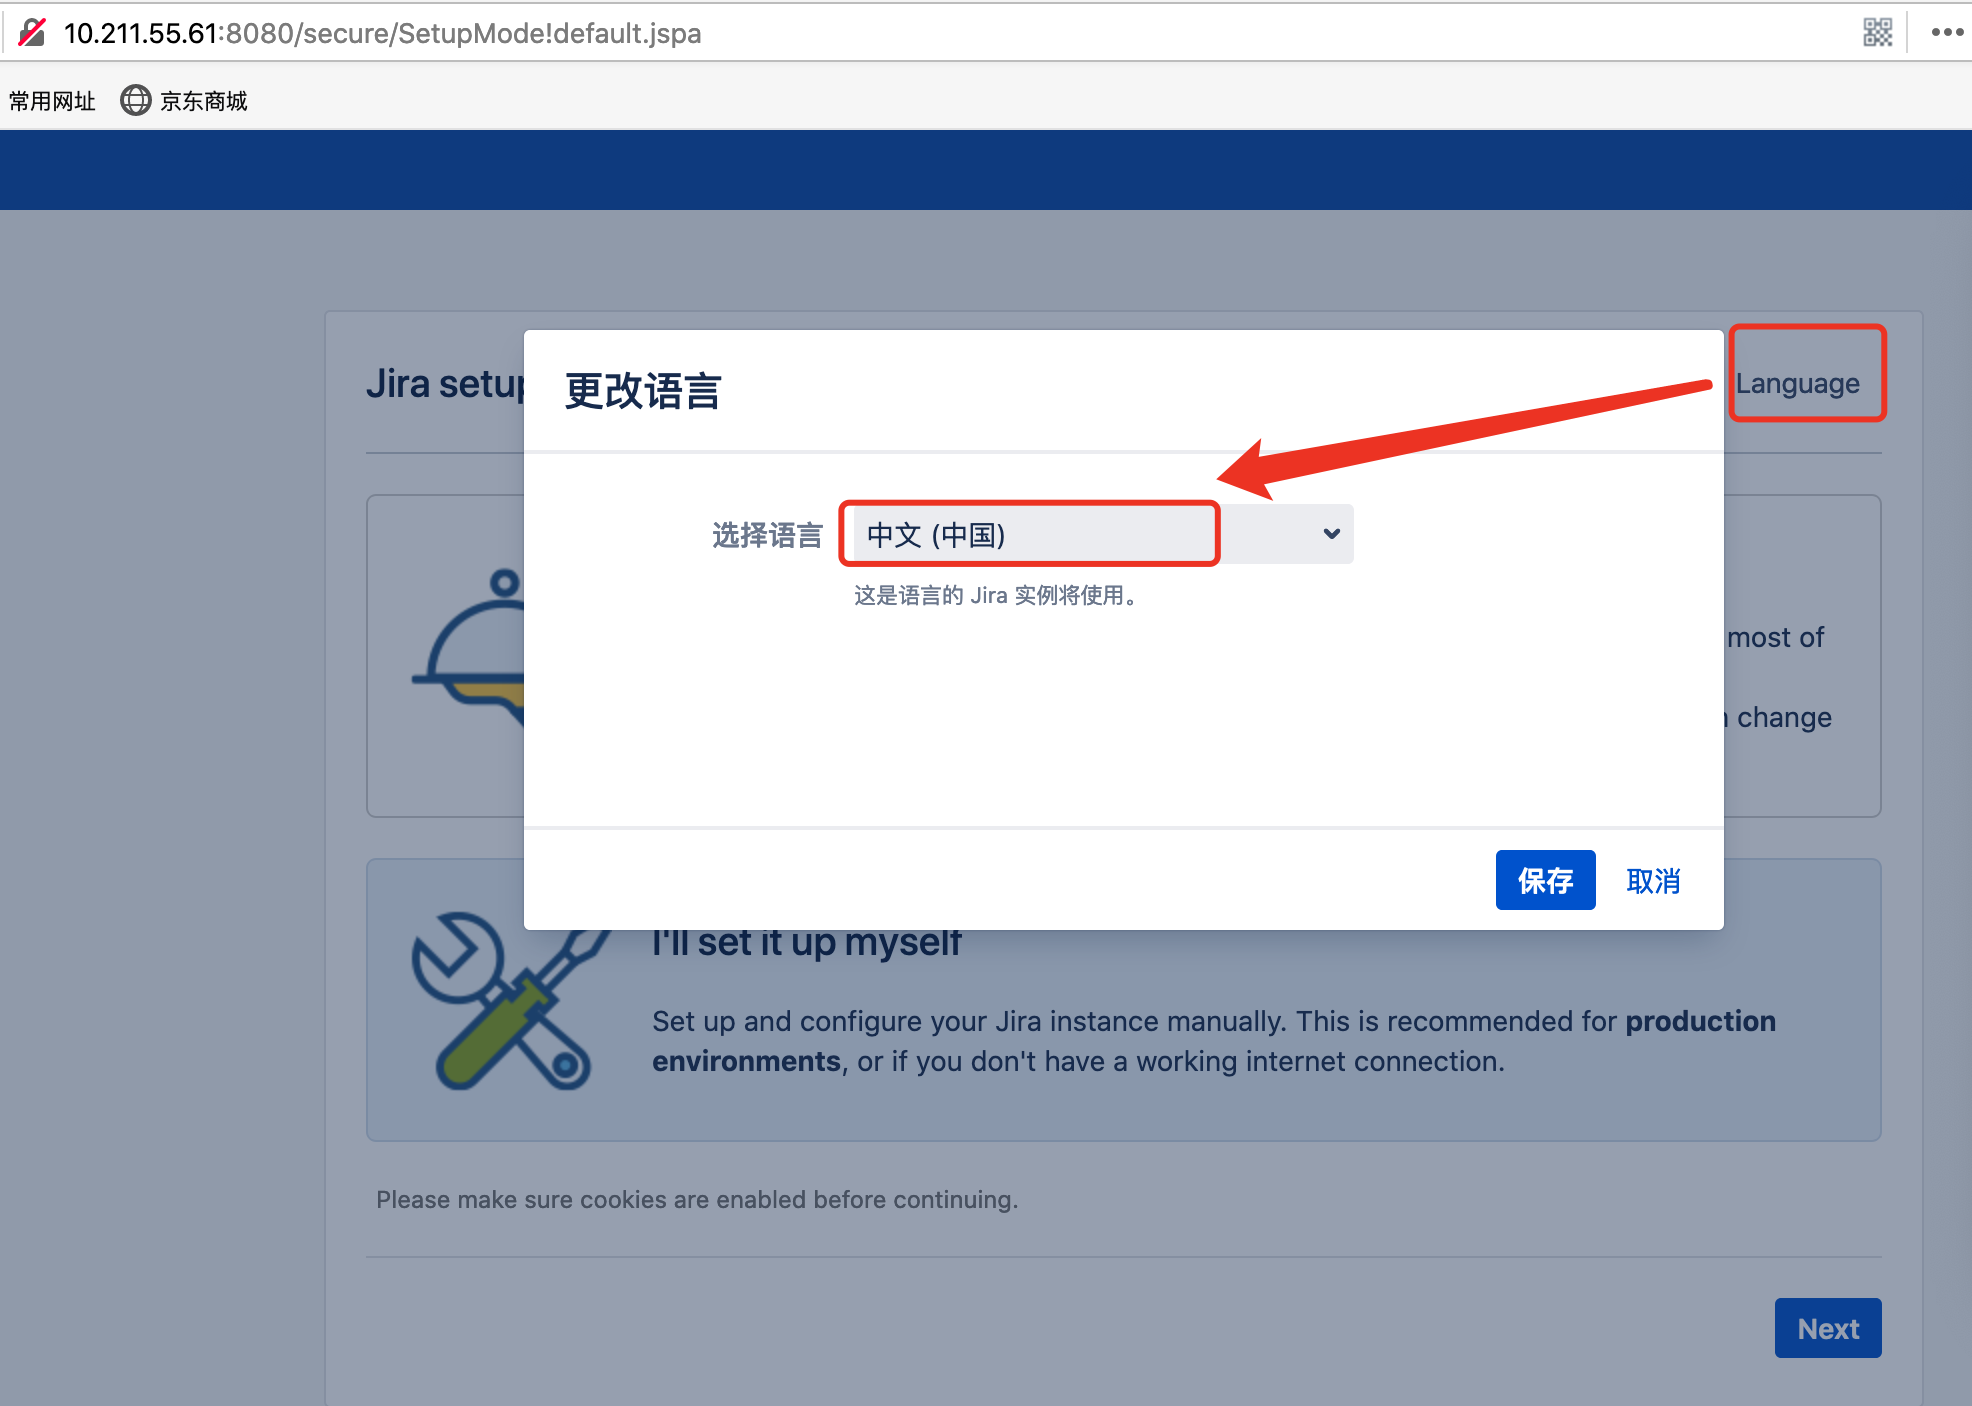 10.211.55.61:8080/secure/SetupMode!default.jspa
常用网址 京东商城
Jira setup
更改语言
Language
选择语言 中文 (中国)
这是语言的 Jira 实例将使用。
most of
change
保存 取消
I'll set it up myself
Set up and configure your Jira instance manually. This is recommended for production
environments, or if you don't have a working internet connection.
Please make sure cookies are enabled before continuing.
Next